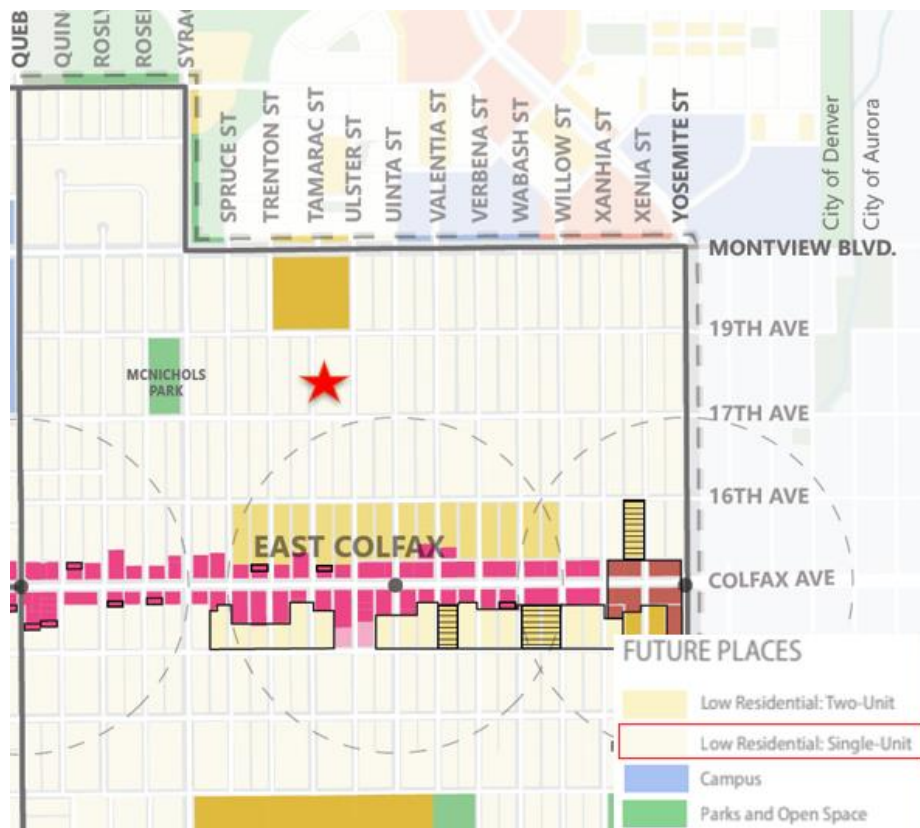 QUEB
QUIN
ROSLY
ROSE
SYRAC
SPRUCE ST
TRENTON ST
TAMARAC ST
ULSTER ST
UINTA ST
VALENTIA ST
VERBENA ST
WABASH ST
WILLOW ST
XANHIA ST
XENIA ST
YOSEMITE ST
City of Denver
City of Aurora
MONTVIEW BLVD.
19TH AVE
MCNICHOLS
PARK
17TH AVE
16TH AVE
EAST COLFAX
COLFAX AVE
FUTURE PLACES
Low Residential: Two-Unit
Low Residential: Single-Unit
Campus
Parks and Open Space